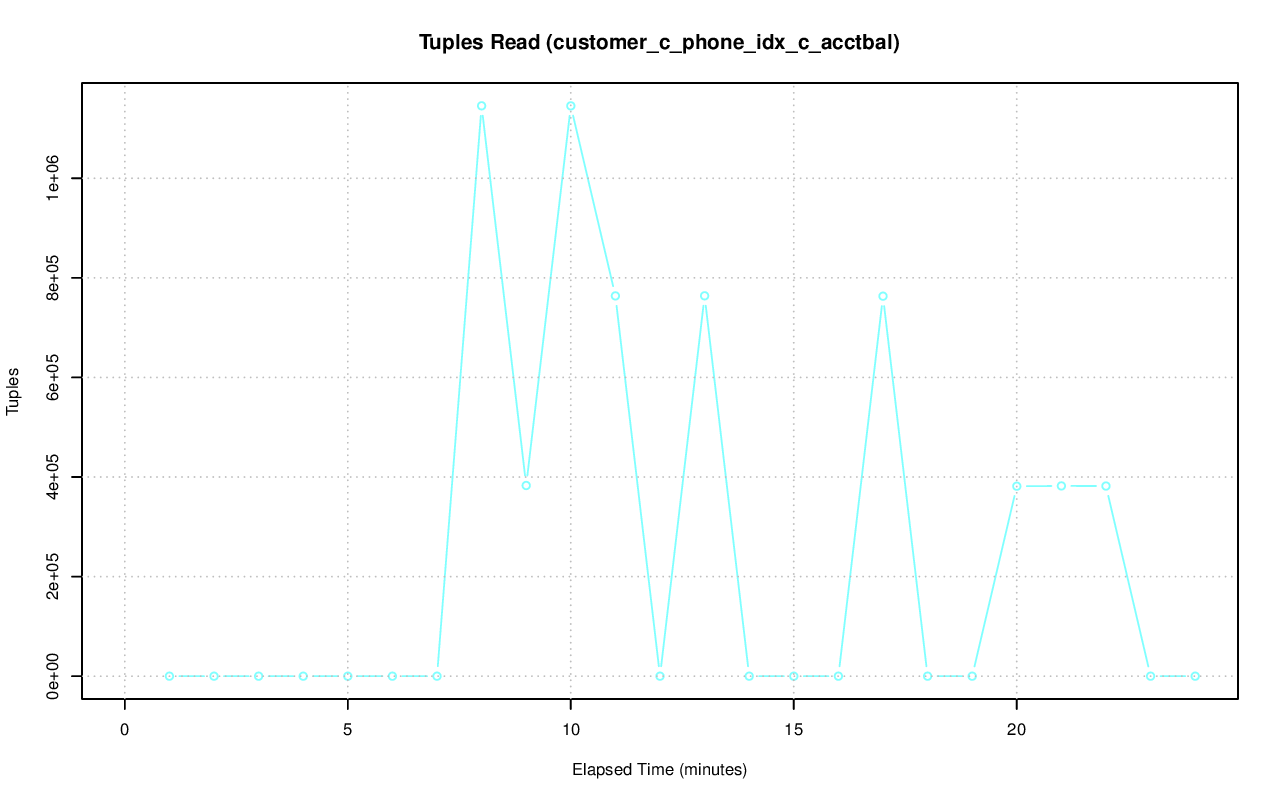 Tuples Read (customer_c_phone_idx_c_acctbal)
Tuples
1e+06
8e+05
6e+05
4e+05
2e+05
0e+00
0 5 10 15 20
Elapsed Time (minutes)